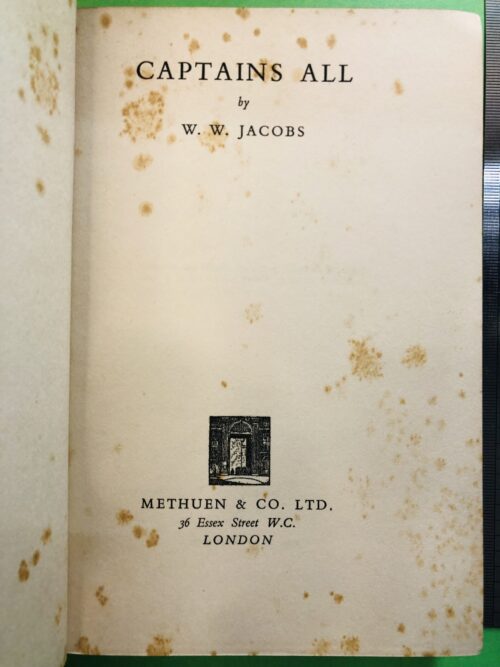 CAPTAINS ALL
by
W. W. JACOBS
METHUEN & CO. LTD.
36 Essex Street W.C.
LONDON